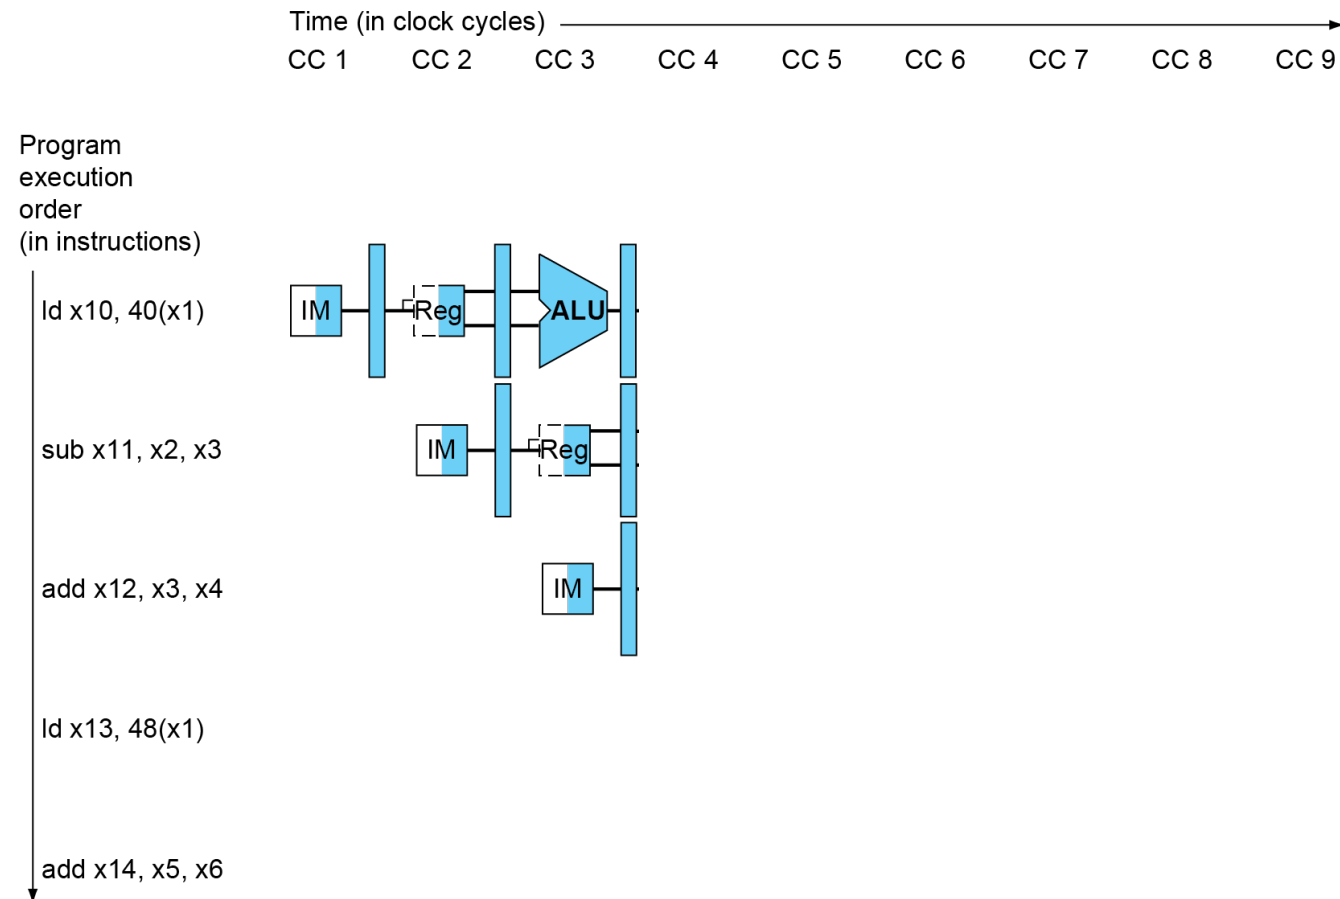 Time (in clock cycles)
CC 1 CC 2 CC 3 CC 4 CC 5 CC 6 CC 7 CC 8 CC 9
Program
execution
order
(in instructions)
ld x10, 40(x1) IM Reg ALU
sub x11, x2, x3 IM Reg
add x12, x3, x4 IM
ld x13, 48(x1)
add x14, x5, x6